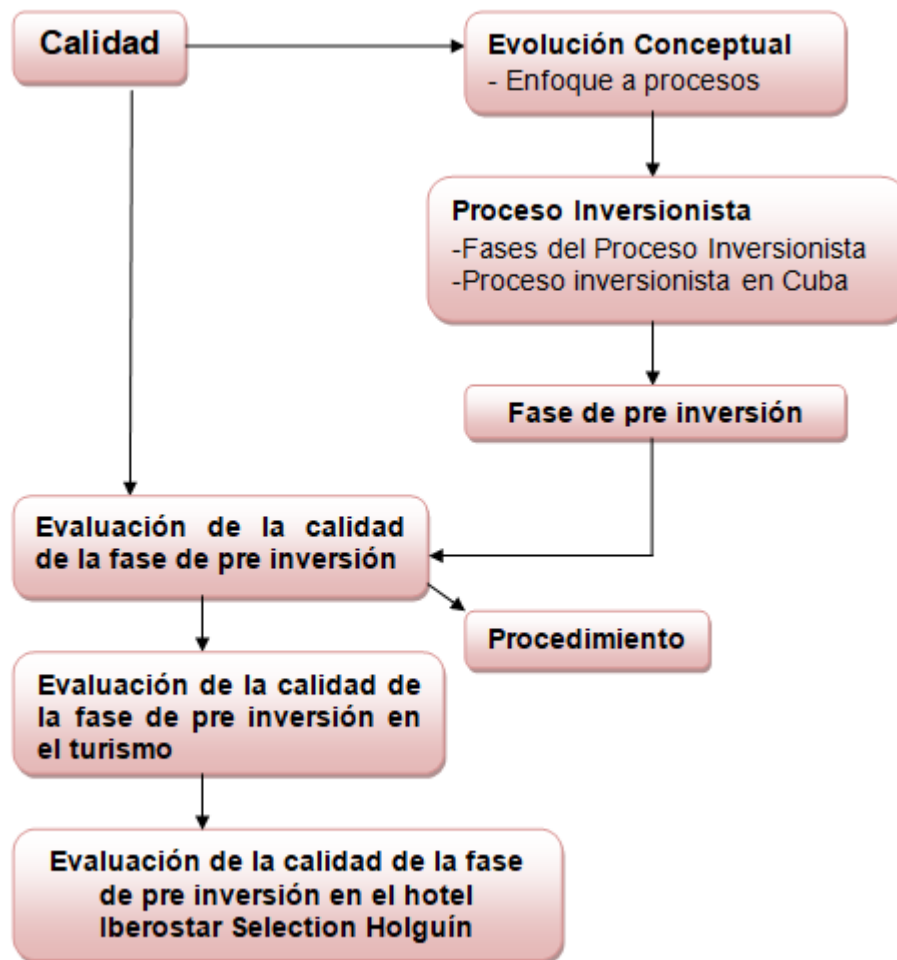 Calidad
Evolución Conceptual
- Enfoque a procesos
Proceso Inversionista
-Fases del Proceso Inversionista
-Proceso inversionista en Cuba
Fase de pre inversión
Evaluación de la calidad
de la fase de pre inversión
Procedimiento
Evaluación de la calidad de
la fase de pre inversión en
el turismo
Evaluación de la calidad de la fase
de pre inversión en el hotel
Iberostar Selection Holguín